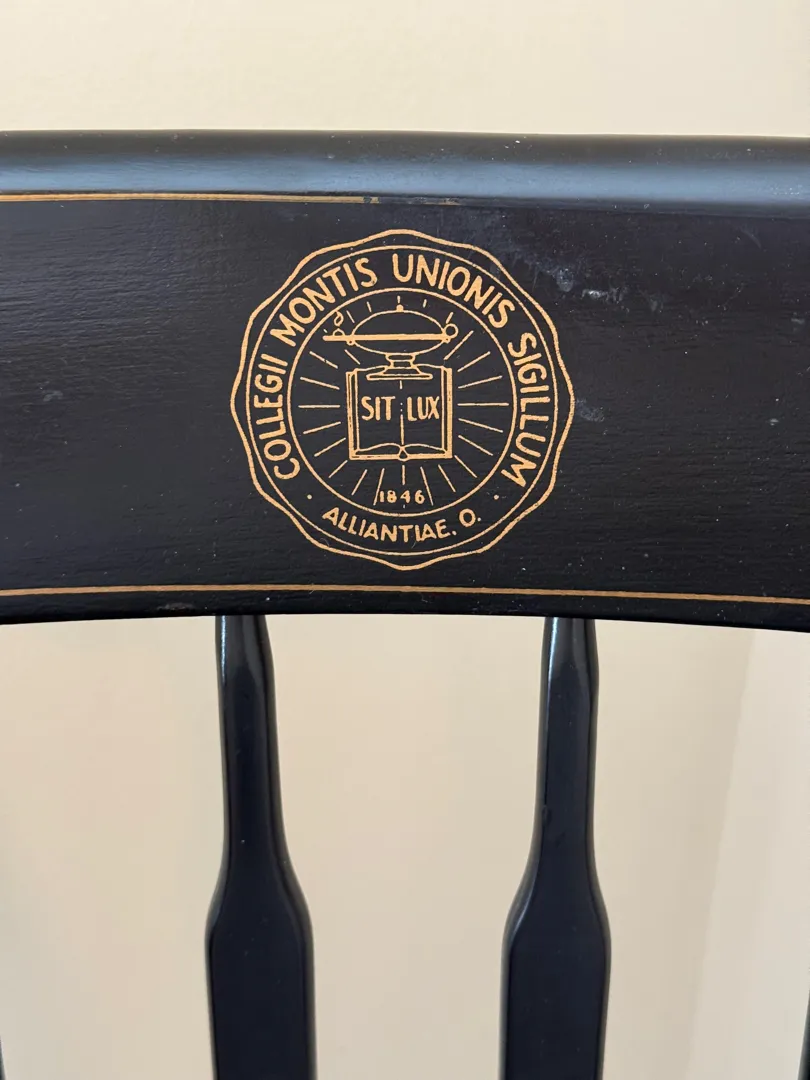 COLLEGII MONTIS UNIONIS SIGILLUM
SIT LUX
1846
ALLIANTIAE. O.